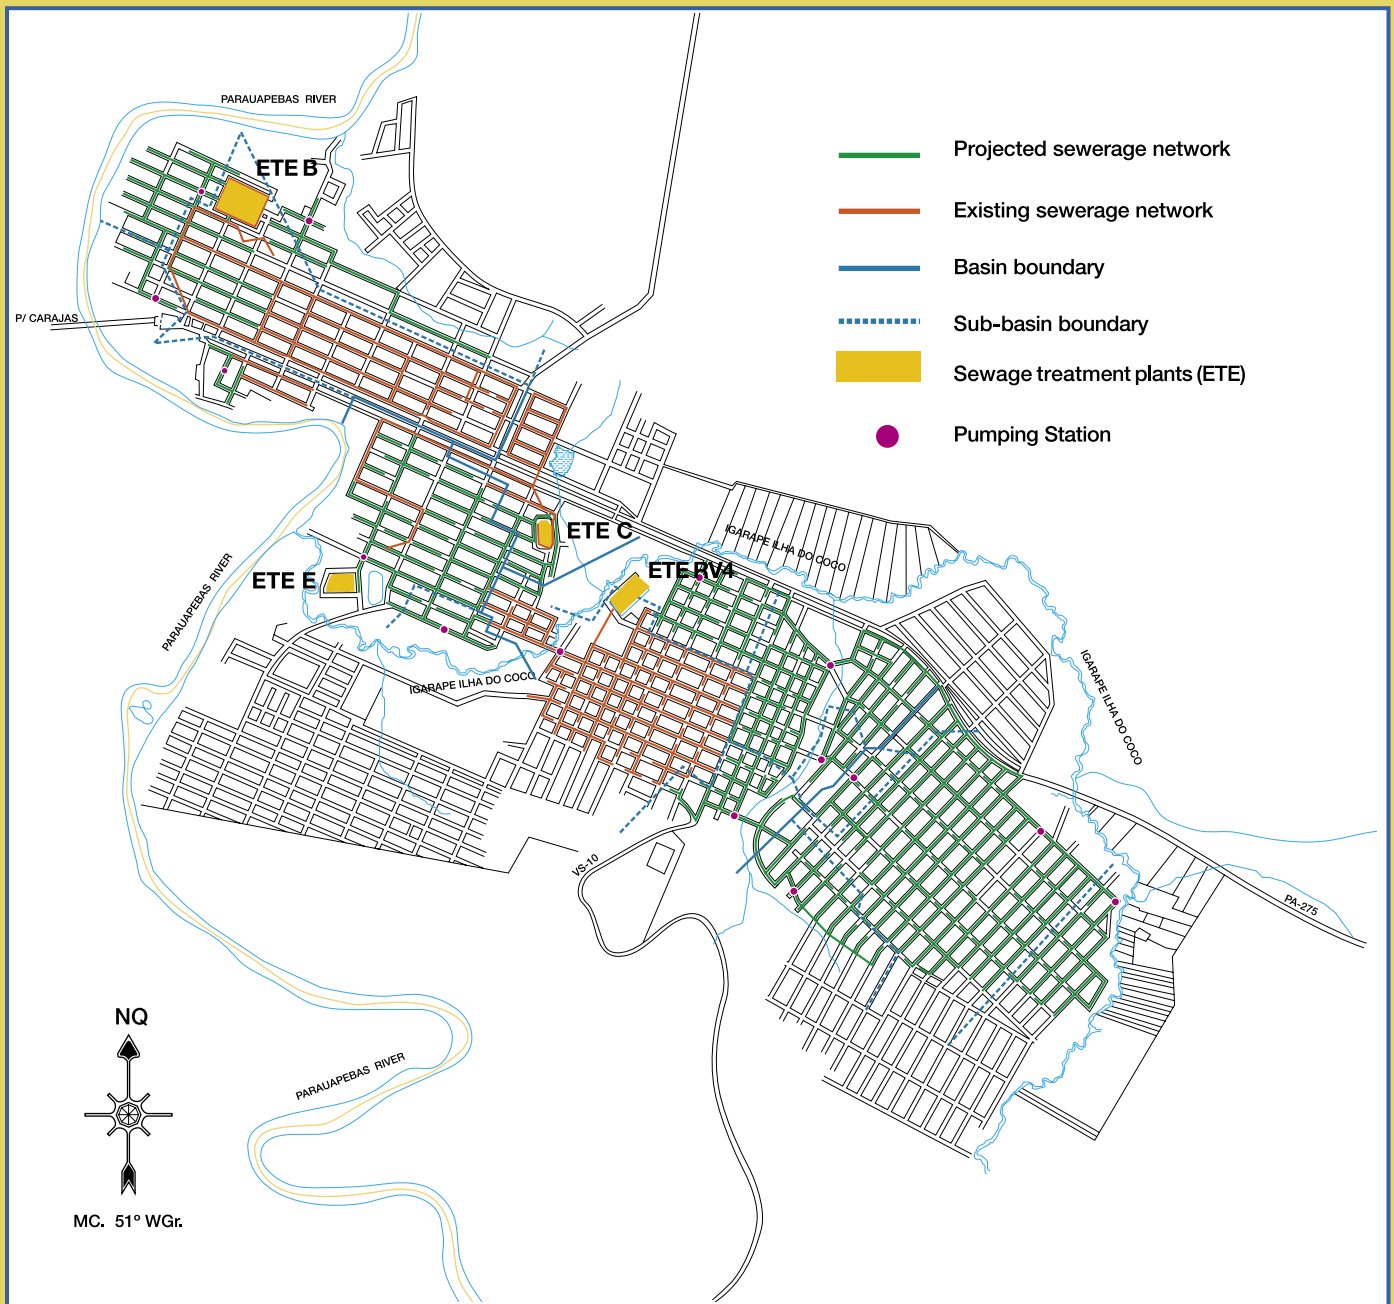 PARAUAPEBAS RIVER
ETE B
Projected sewerage network
Existing sewerage network
Basin boundary
Sub-basin boundary
Sewage treatment plants (ETE)
Pumping Station
P/ CARAJAS
ETE C
IGARAPE ILHA DO COCO
ETE RV4
ETE E
PARAUAPEBAS RIVER
IGARAPE ILHA DO COCO
IGARAPE ILHA DO COCO
VS-10
PA-275
NQ
PARAUAPEBAS RIVER
MC. 51º WGr.